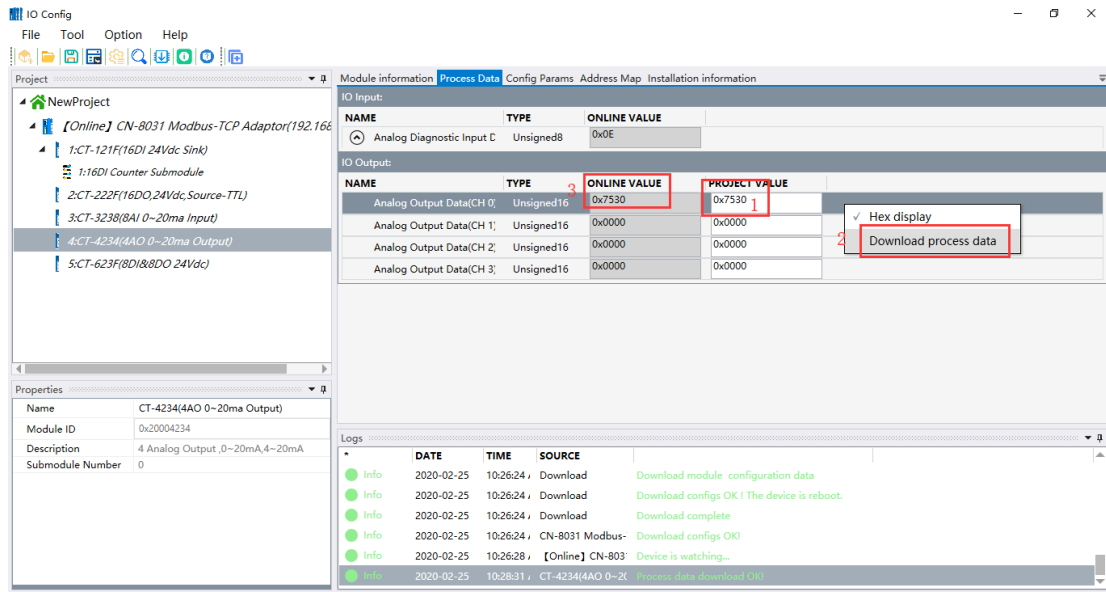 IO Config
File Tool Option Help
Project
NewProject
【Online】CN-8031 Modbus-TCP Adaptor(192.168
1:CT-121F(16DI 24Vdc Sink)
1:16DI Counter Submodule
2:CT-222F(16DO,24Vdc,Source-TTL)
3:CT-3238(8AI 0~20ma Input)
4:CT-4234(4AO 0~20ma Output)
5:CT-623F(8DI&8DO 24Vdc)
Properties
Name CT-4234(4AO 0~20ma Output)
Module ID 0x20004234
Description 4 Analog Output ,0~20mA,4~20mA
Submodule Number 0
Module information Process Data Config Params Address Map Installation information
IO Input:
NAME TYPE ONLINE VALUE
Analog Diagnostic Input D Unsigned8 0x0E
IO Output:
NAME TYPE 3 ONLINE VALUE PROJECT VALUE
Analog Output Data(CH 0) Unsigned16 0x7530 0x7530 1
Analog Output Data(CH 1) Unsigned16 0x0000 0x0000
Analog Output Data(CH 2) Unsigned16 0x0000 0x0000
Analog Output Data(CH 3) Unsigned16 0x0000 0x0000
✓ Hex display
2 Download process data
Logs
* DATE TIME SOURCE
Info 2020-02-25 10:26:24 Download Download module configuration data
Info 2020-02-25 10:26:24 Download Download configs OK ! The device is reboot.
Info 2020-02-25 10:26:24 Download Download complete
Info 2020-02-25 10:26:24 CN-8031 Modbus- Download configs OK!
Info 2020-02-25 10:26:28 【Online】CN-803 Device is watching...
Info 2020-02-25 10:28:31 CT-4234(4AO 0~20 Process data download OK!